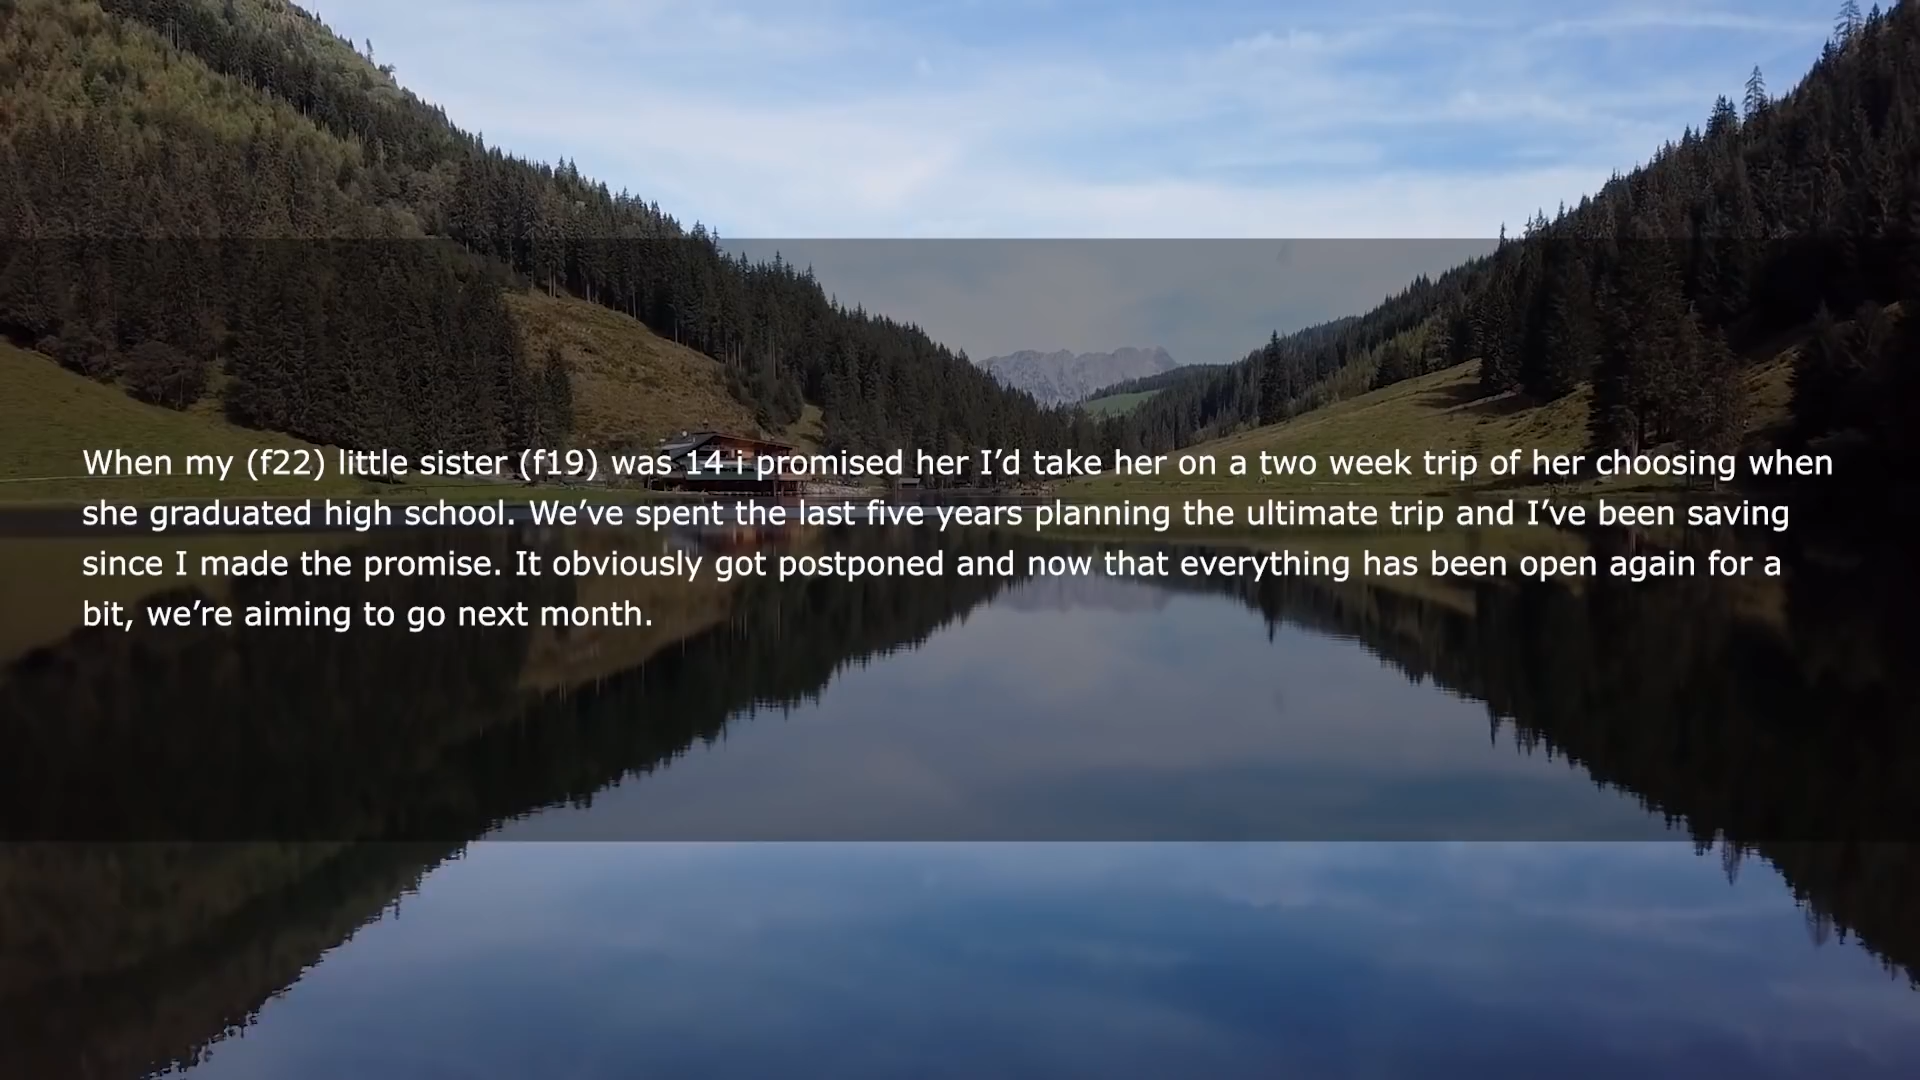 When my (f22) little sister (f19) was 14 i promised her I’d take her on a two week trip of her choosing when
she graduated high school. We’ve spent the last five years planning the ultimate trip and I’ve been saving
since I made the promise. It obviously got postponed and now that everything has been open again for a
bit, we’re aiming to go next month.